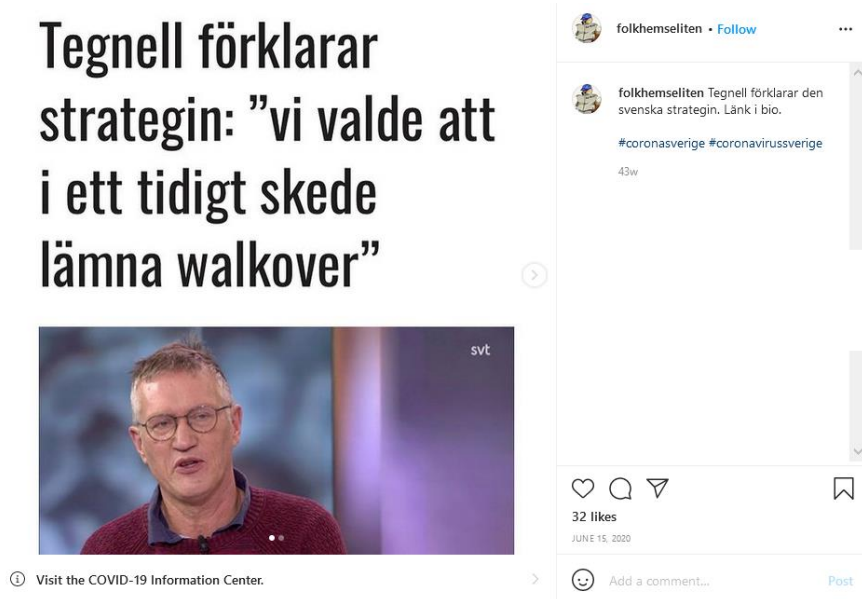 Tegnell förklarar
strategin: ”vi valde att
i ett tidigt skede
lämna walkover”
svt
Visit the COVID-19 Information Center.
folkhemseliten • Follow
folkhemseliten Tegnell förklarar den
svenska strategin. Länk i bio.
#coronasverige #coronavirussverige
43w
32 likes
JUNE 15, 2020
Add a comment...
Post